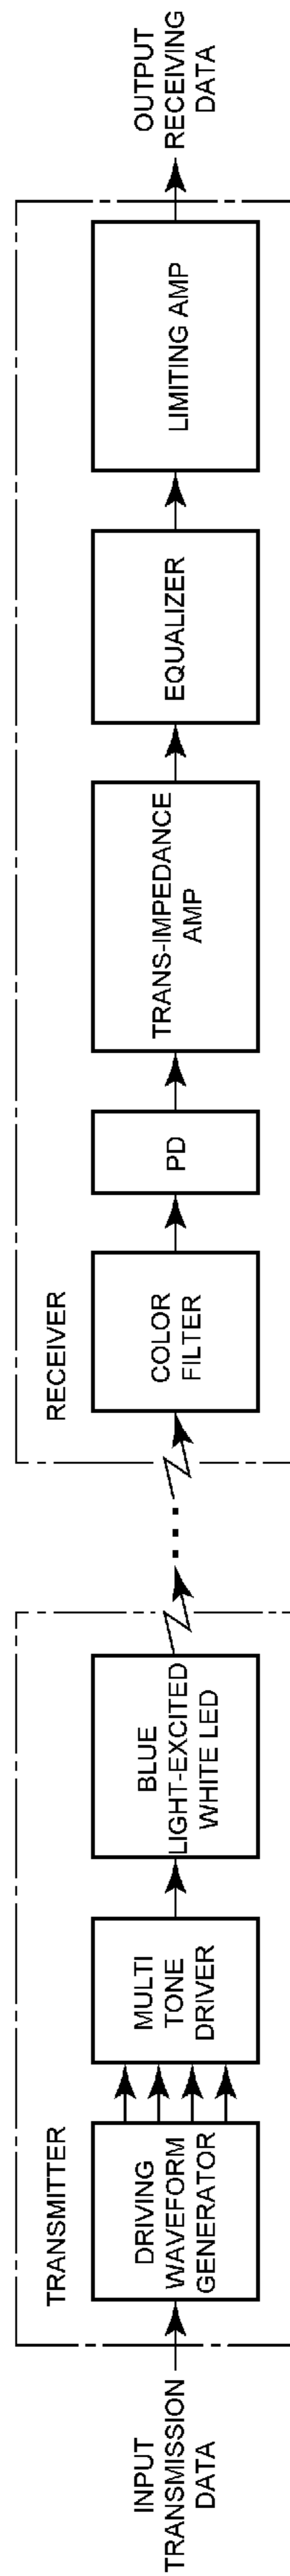 INPUT
TRANSMISSION
DATA
TRANSMITTER
DRIVING
WAVEFORM
GENERATOR
MULTI
TONE
DRIVER
BLUE
LIGHT-EXCITED
WHITE LED
RECEIVER
COLOR
FILTER
PD
TRANS-IMPEDANCE
AMP
EQUALIZER
LIMITING AMP
OUTPUT
RECEIVING
DATA